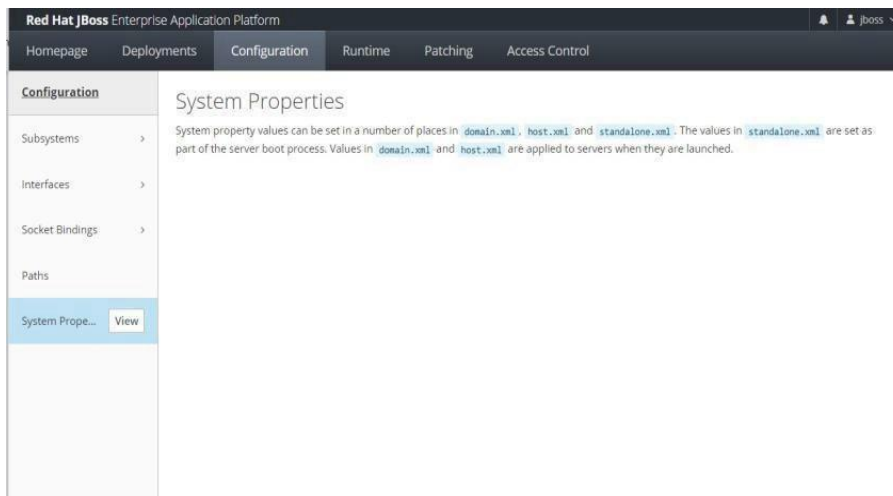 Red Hat JBoss Enterprise Application Platform
jboss
Homepage Deployments Configuration Runtime Patching Access Control
Configuration
Subsystems
Interfaces
Socket Bindings
Paths
System Prope... View
System Properties
System property values can be set in a number of places in domain.xml, host.xml and standalone.xml. The values in standalone.xml are set as
part of the server boot process. Values in domain.xml and host.xml are applied to servers when they are launched.